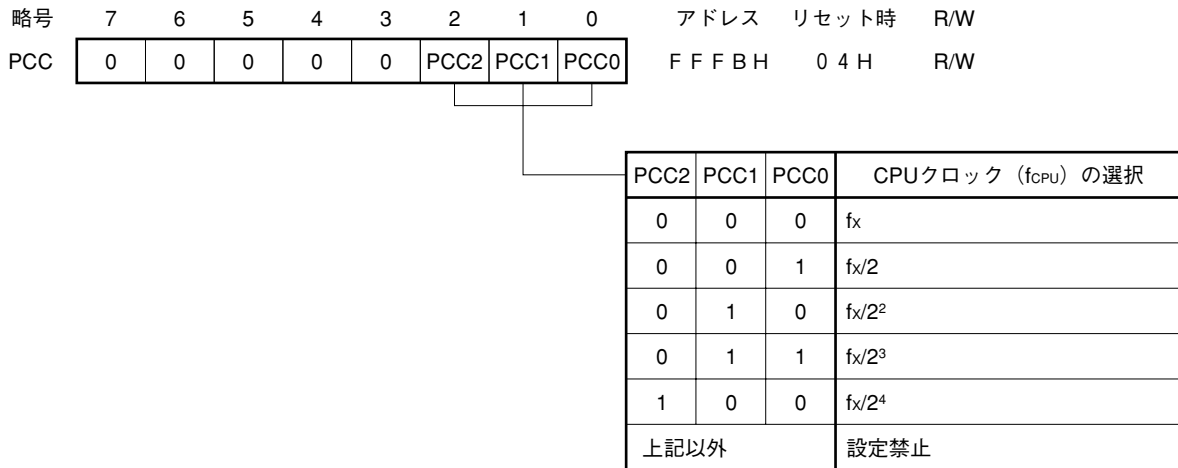 略号 7 6 5 4 3 2 1 0 アドレス リセット時 R/W
PCC 0 0 0 0 0 PCC2 PCC1 PCC0 FFFBH 04H R/W
PCC2 PCC1 PCC0 CPUクロック（fCPU）の選択
0 0 0 fX
0 0 1 fX/2
0 1 0 fX/2²
0 1 1 fX/2³
1 0 0 fX/2⁴
上記以外 設定禁止